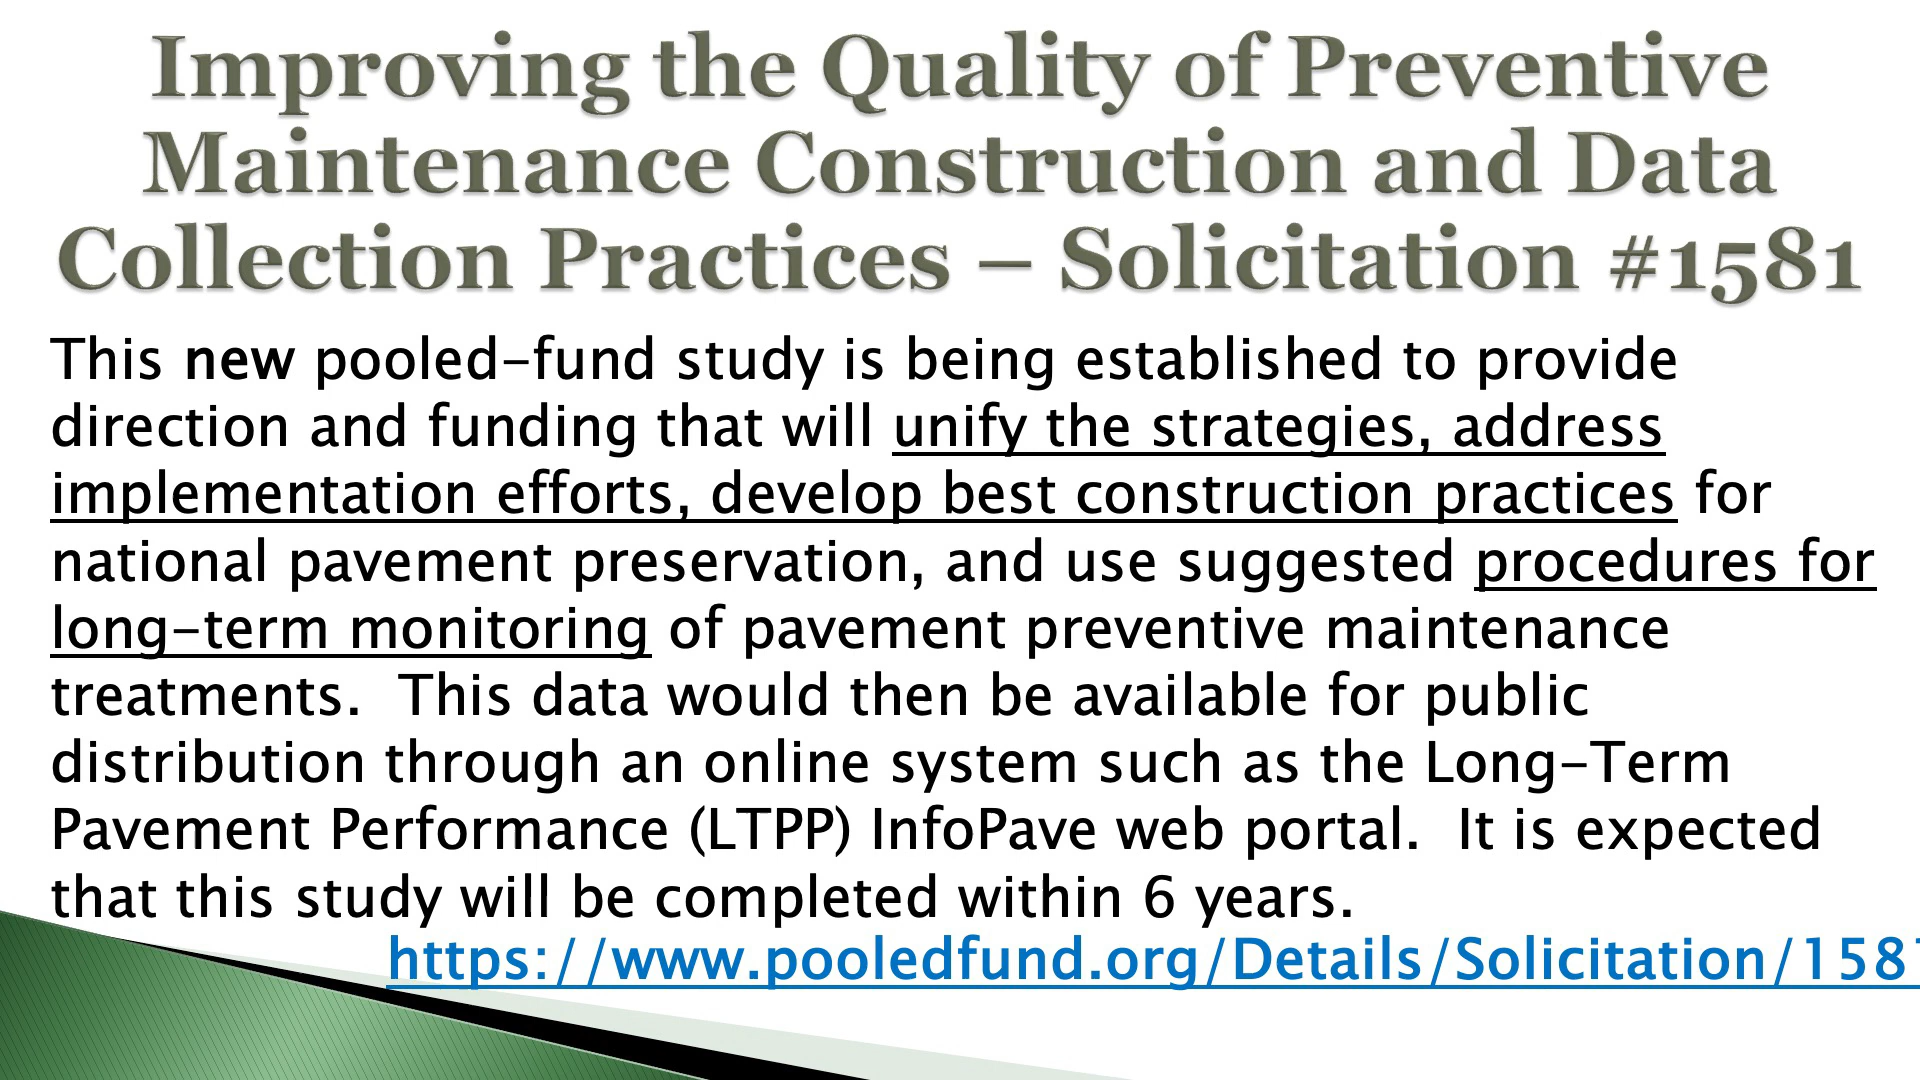 Improving the Quality of Preventive
Maintenance Construction and Data
Collection Practices – Solicitation #1581
This new pooled-fund study is being established to provide
direction and funding that will unify the strategies, address
implementation efforts, develop best construction practices for
national pavement preservation, and use suggested procedures for
long-term monitoring of pavement preventive maintenance
treatments.  This data would then be available for public
distribution through an online system such as the Long-Term
Pavement Performance (LTPP) InfoPave web portal.  It is expected
that this study will be completed within 6 years.
https://www.pooledfund.org/Details/Solicitation/158